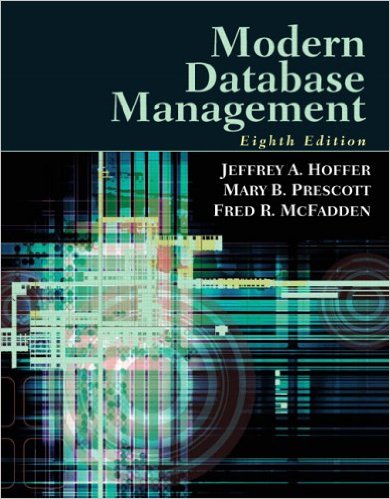 Modern
Database
Management
Eighth Edition
Jeffrey A. Hoffer
Mary B. Prescott
Fred R. McFadden